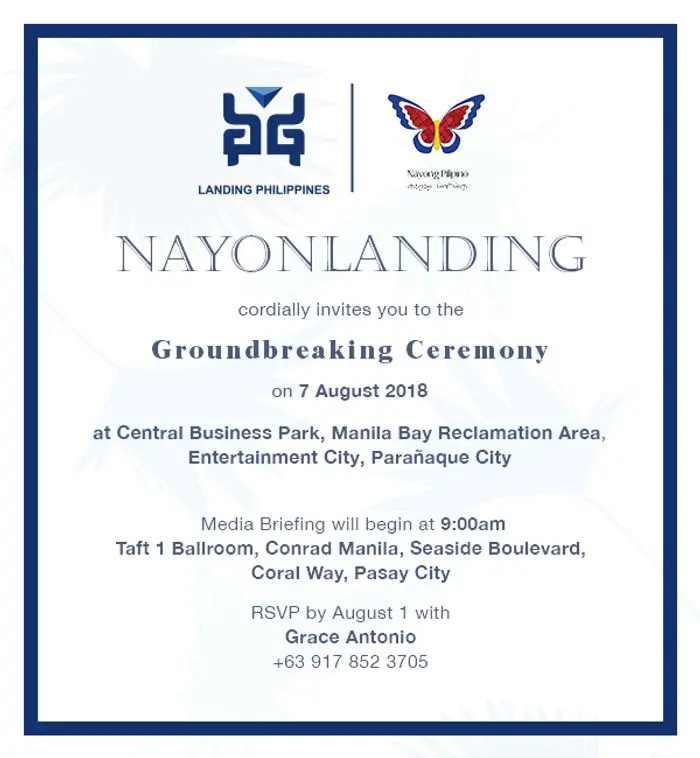 LANDING PHILIPPINES
Nayong Pilipino
NAYONLANDING
cordially invites you to the
Groundbreaking Ceremony
on 7 August 2018
at Central Business Park, Manila Bay Reclamation Area,
Entertainment City, Parañaque City
Media Briefing will begin at 9:00am
Taft 1 Ballroom, Conrad Manila, Seaside Boulevard,
Coral Way, Pasay City
RSVP by August 1 with
Grace Antonio
+63 917 852 3705